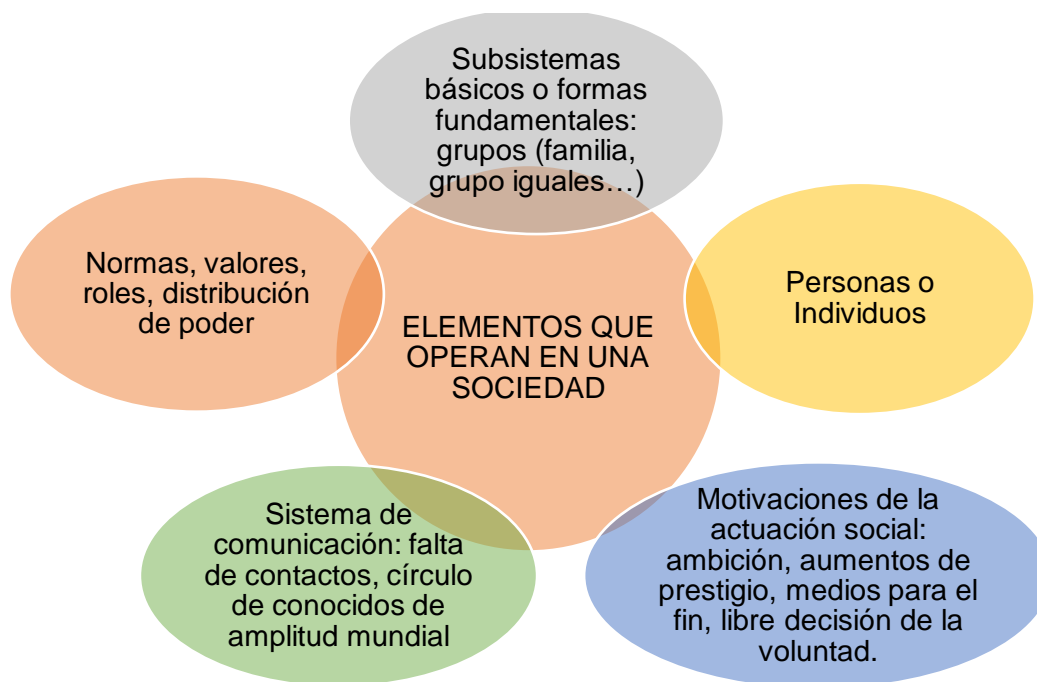 Subsistemas
básicos o formas
fundamentales:
grupos (familia,
grupo iguales…)
Normas, valores,
roles, distribución
de poder
ELEMENTOS QUE
OPERAN EN UNA
SOCIEDAD
Personas o
Individuos
Sistema de
comunicación: falta
de contactos, círculo
de conocidos de
amplitud mundial
Motivaciones de la
actuación social:
ambición, aumentos de
prestigio, medios para el
fin, libre decisión de la
voluntad.